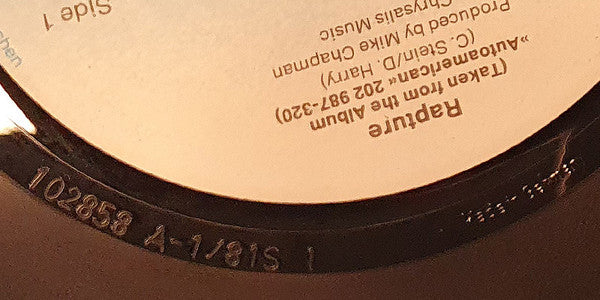 Rapture
(Taken from the Album
»Autoamerican« 202 987-320)
(C. Stein/D. Harry)
Produced by Mike Chapman
Chrysalis Music
Side 1
102858 A-1/81S 1